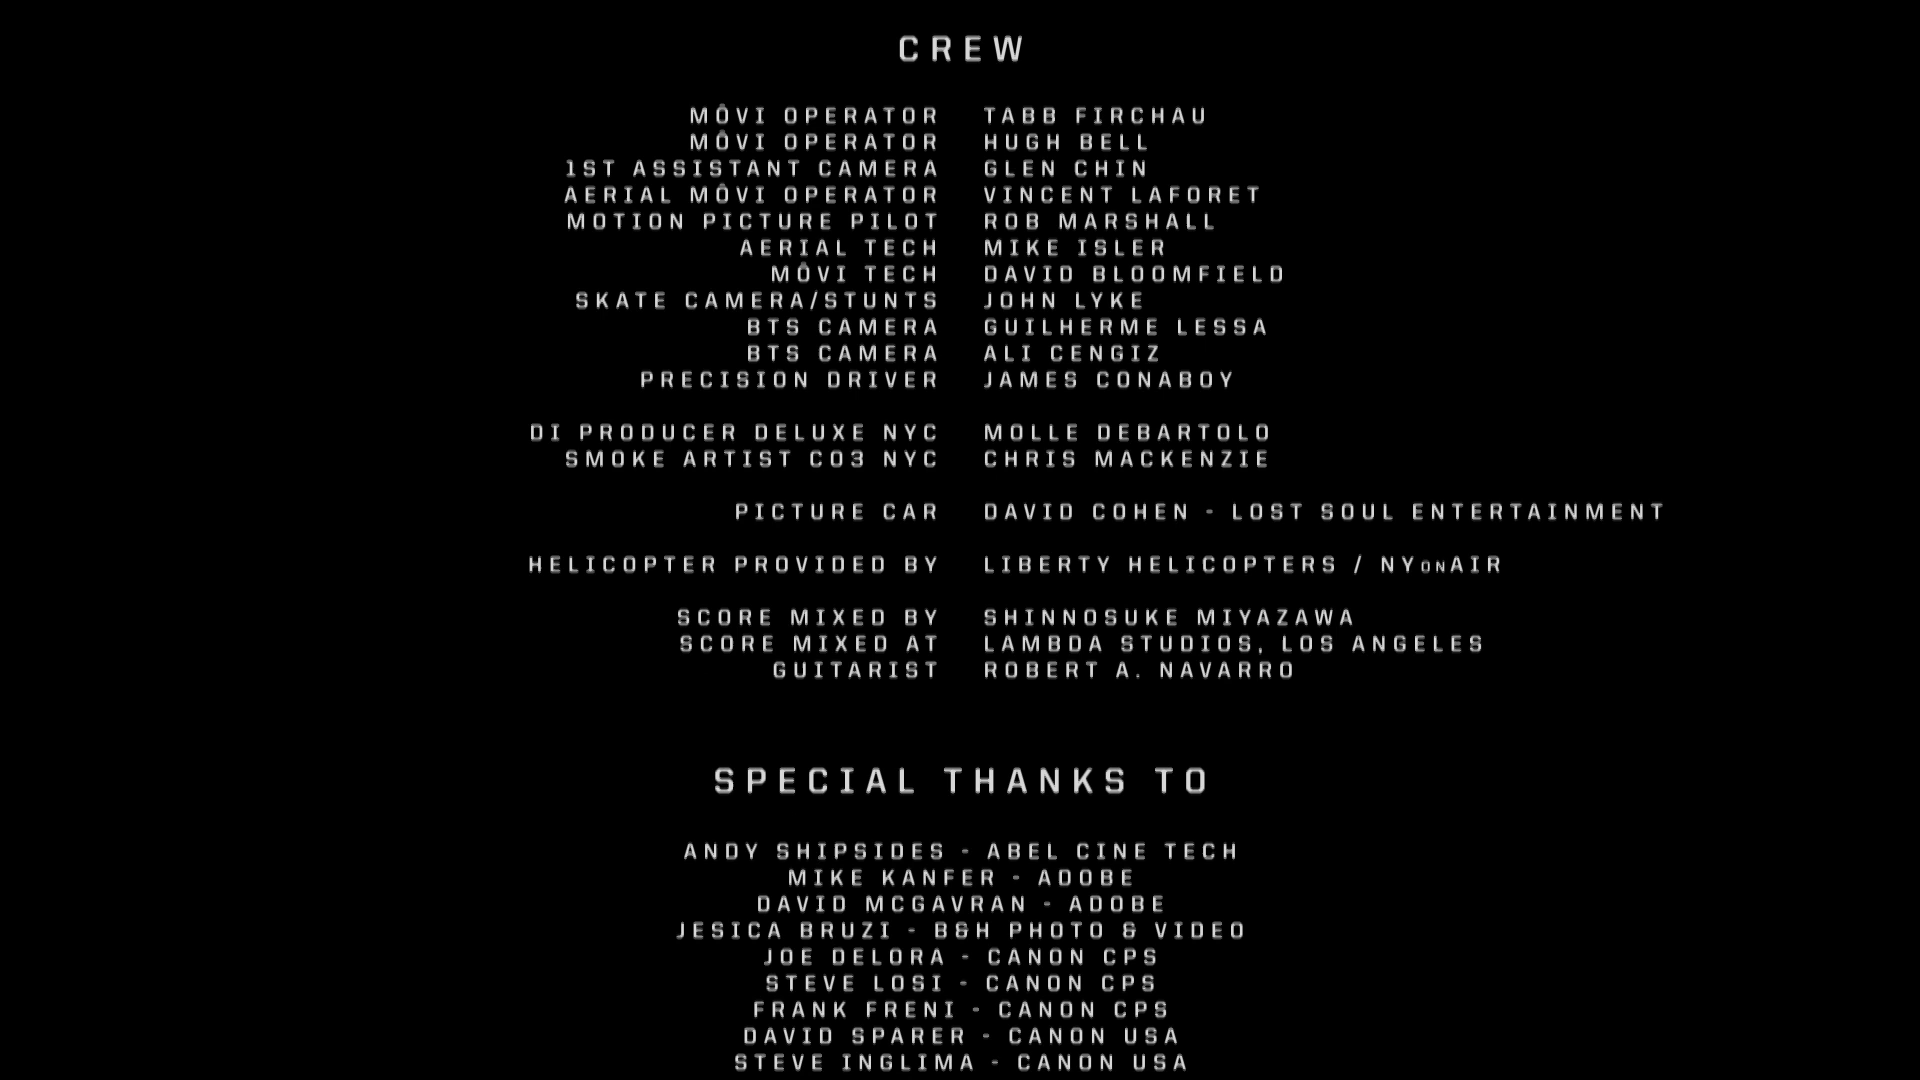 CREW
MŌVI OPERATOR TABB FIRCHAU
MŌVI OPERATOR HUGH BELL
1ST ASSISTANT CAMERA GLEN CHIN
AERIAL MŌVI OPERATOR VINCENT LAFORET
MOTION PICTURE PILOT ROB MARSHALL
AERIAL TECH MIKE ISLER
MŌVI TECH DAVID BLOOMFIELD
SKATE CAMERA/STUNTS JOHN LYKE
BTS CAMERA GUILHERME LESSA
BTS CAMERA ALI CENGIZ
PRECISION DRIVER JAMES CONABOY
DI PRODUCER DELUXE NYC MOLLE DEBARTOLO
SMOKE ARTIST CO3 NYC CHRIS MACKENZIE
PICTURE CAR DAVID COHEN - LOST SOUL ENTERTAINMENT
HELICOPTER PROVIDED BY LIBERTY HELICOPTERS / NYONAIR
SCORE MIXED BY SHINNOSUKE MIYAZAWA
SCORE MIXED AT LAMBDA STUDIOS, LOS ANGELES
GUITARIST ROBERT A. NAVARRO
SPECIAL THANKS TO
ANDY SHIPSIDES - ABEL CINE TECH
MIKE KANFER - ADOBE
DAVID MCGAVRAN - ADOBE
JESICA BRUZI - B&H PHOTO & VIDEO
JOE DELORA - CANON CPS
STEVE LOSI - CANON CPS
FRANK FRENI - CANON CPS
DAVID SPARER - CANON USA
STEVE INGLIMA - CANON USA